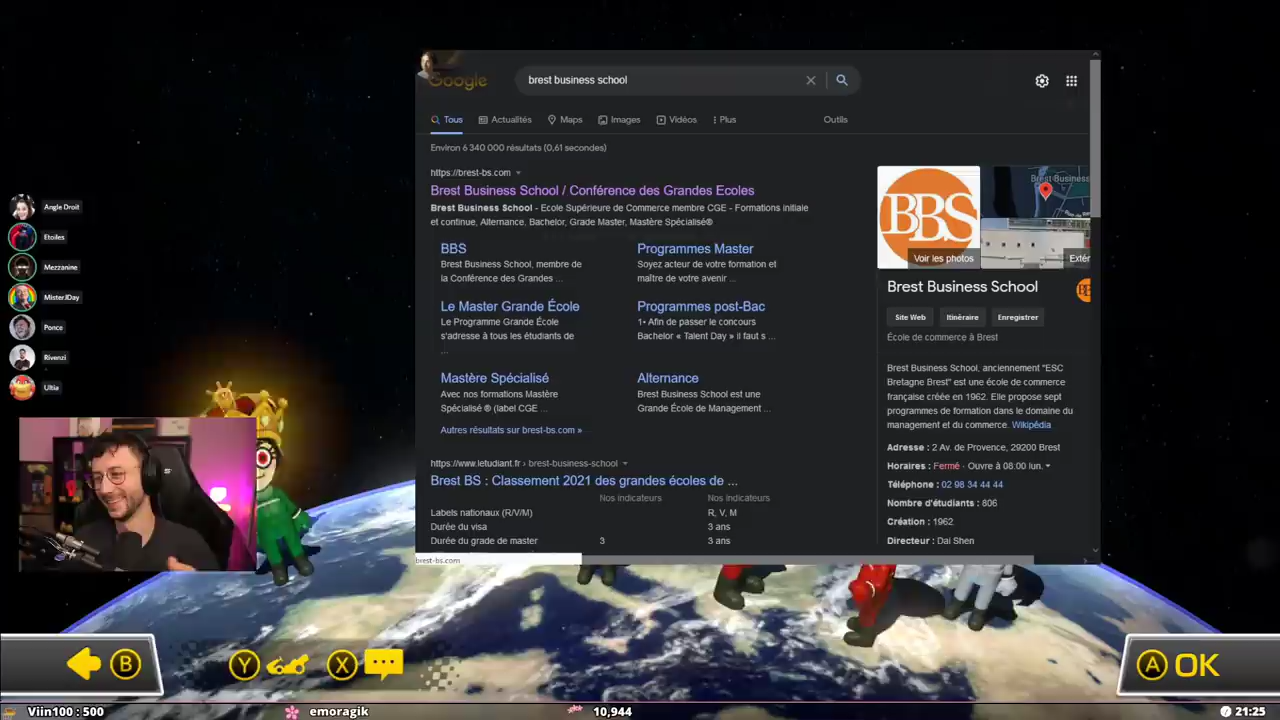 Google
brest business school
Tous
Actualités
Maps
Images
Vidéos
Plus
Outils
Environ 6 340 000 résultats (0,61 secondes)
https://brest-bs.com
Brest Business School / Conférence des Grandes Ecoles
Brest Business School - Ecole Supérieure de Commerce membre CGE - Formations initiale
et continue, Alternance, Bachelor, Grade Master, Mastère Spécialisé®
BBS
Brest Business School, membre de
la Conférence des Grandes ...
Programmes Master
Soyez acteur de votre formation et
maître de votre avenir ...
Le Master Grande École
Le Programme Grande École
s'adresse à tous les étudiants de
...
Programmes post-Bac
1• Afin de passer le concours
Bachelor « Talent Day » il faut s ...
Mastère Spécialisé
Avec nos formations Mastère
Spécialisé ® (label CGE ...
Alternance
Brest Business School est une
Grande École de Management ...
Autres résultats sur brest-bs.com »
https://www.letudiant.fr › brest-business-school
Brest BS : Classement 2021 des grandes écoles de ...
Nos indicateurs Nos indicateurs
Labels nationaux (R/V/M) R, V, M
Durée du visa 3 ans
Durée du grade de master 3 3 ans
brest-bs.com
BBS
Brest Business
Voir les photos
Extér
Brest Business School
Site Web
Itinéraire
Enregistrer
École de commerce à Brest
Brest Business School, anciennement "ESC
Bretagne Brest" est une école de commerce
française créée en 1962. Elle propose sept
programmes de formation dans le domaine du
management et du commerce. Wikipédia
Adresse : 2 Av. de Provence, 29200 Brest
Horaires : Fermé · Ouvre à 08:00 lun.
Téléphone : 02 98 34 44 44
Nombre d'étudiants : 806
Création : 1962
Directeur : Dai Shen
Angle Droit
Etoiles
Mezzanine
MisterJDay
Ponce
Rivenzi
Ultia
B
Y
X
A OK
Viin100 : 500
emoragik
10,944
21:25